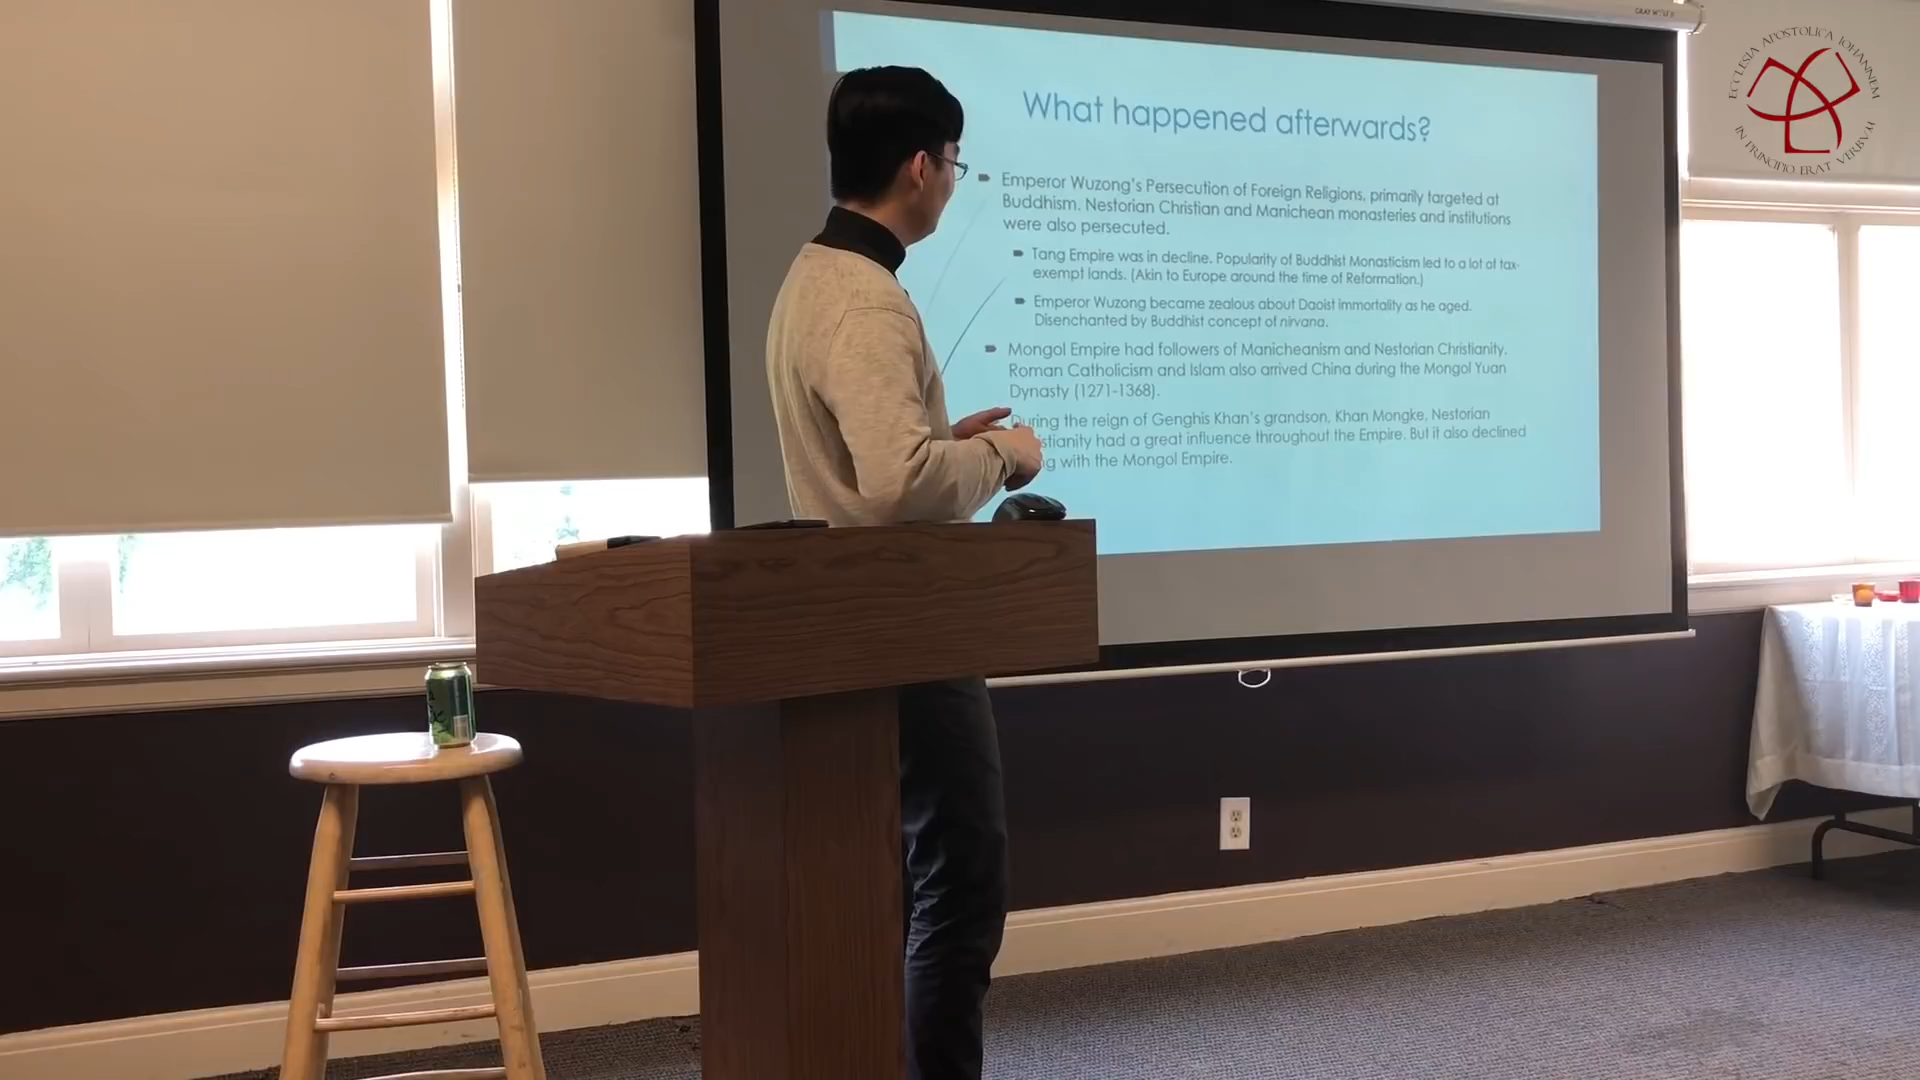 GRAY WOLF II
ECCLESIA APOSTOLICA IOHANNEM
IN PRINCIPIO ERAT VERBVM
What happened afterwards?
Emperor Wuzong's Persecution of Foreign Religions, primarily targeted at
Buddhism. Nestorian Christian and Manichean monasteries and institutions
were also persecuted.
Tang Empire was in decline. Popularity of Buddhist Monasticism led to a lot of tax-
exempt lands. (Akin to Europe around the time of Reformation.)
Emperor Wuzong became zealous about Daoist immortality as he aged.
Disenchanted by Buddhist concept of nirvana.
Mongol Empire had followers of Manicheanism and Nestorian Christianity.
Roman Catholicism and Islam also arrived China during the Mongol Yuan
Dynasty (1271-1368).
During the reign of Genghis Khan's grandson, Khan Mongke, Nestorian
istianity had a great influence throughout the Empire. But it also declined
ng with the Mongol Empire.